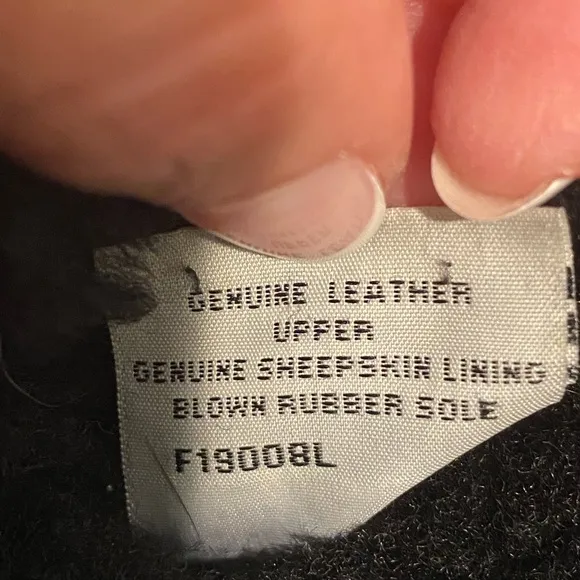 GENUINE LEATHER
UPPER
GENUINE SHEEPSKIN LINING
BLOWN RUBBER SOLE
F19008L